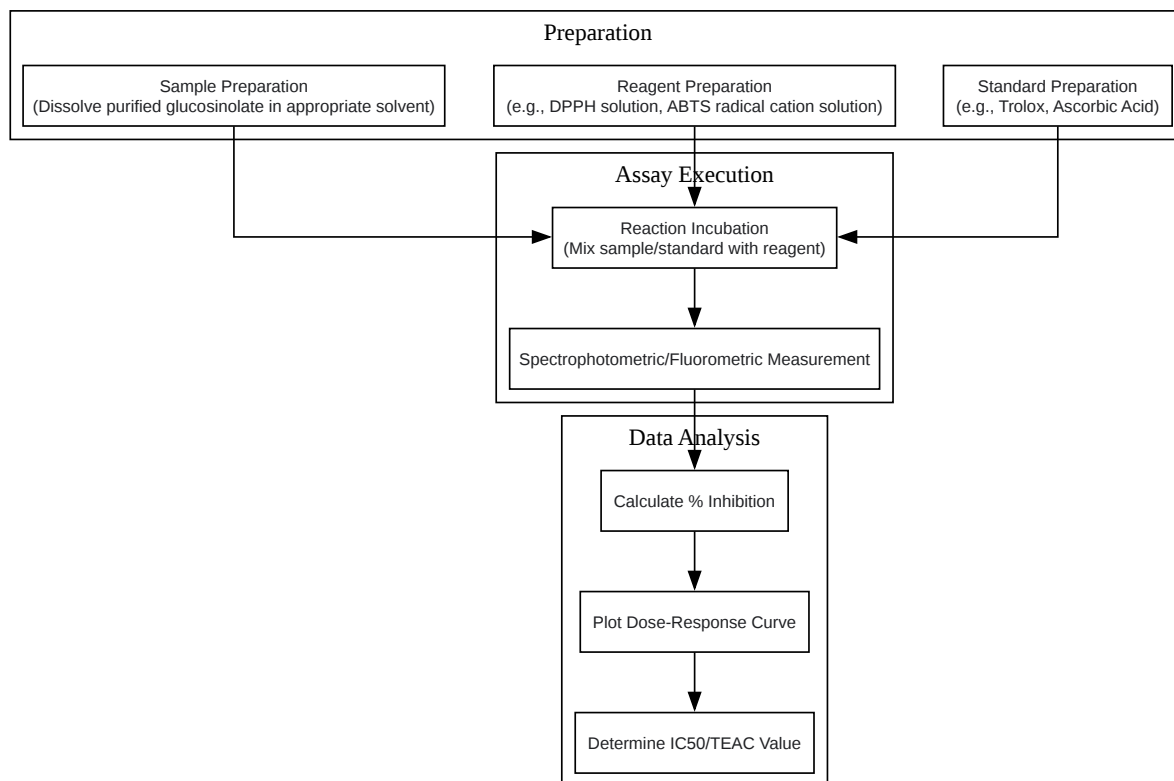 Preparation
Sample Preparation
(Dissolve purified glucosinolate in appropriate solvent)
Reagent Preparation
(e.g., DPPH solution, ABTS radical cation solution)
Standard Preparation
(e.g., Trolox, Ascorbic Acid)
Assay Execution
Reaction Incubation
(Mix sample/standard with reagent)
Spectrophotometric/Fluorometric Measurement
Data Analysis
Calculate % Inhibition
Plot Dose-Response Curve
Determine IC50/TEAC Value